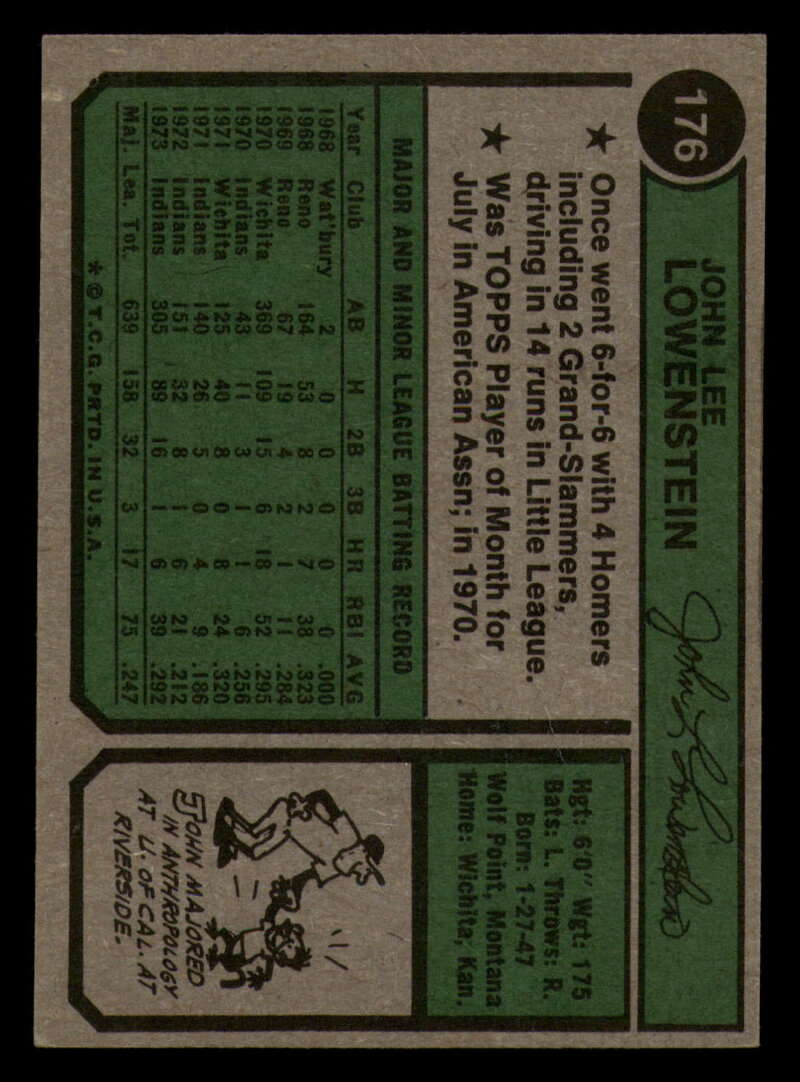 176
JOHN LEE
LOWENSTEIN
John L Lowenstein
★ Once went 6-for-6 with 4 Homers
including 2 Grand-Slammers,
driving in 14 runs in Little League.
★ Was TOPPS Player of Month for
July in American Assn; in 1970.
MAJOR AND MINOR LEAGUE BATTING RECORD
Year Club AB H 2B 3B HR RBI AVG
1968 Wat'bury 2 0 0 0 0 0 .000
1968 Reno 164 53 8 2 7 38 .323
1969 Reno 67 19 4 2 1 11 .284
1970 Wichita 369 109 15 6 18 52 .295
1970 Indians 43 11 3 1 1 6 .256
1971 Wichita 125 40 8 0 8 24 .320
1971 Indians 140 26 5 0 4 9 .186
1972 Indians 151 32 8 1 6 21 .212
1973 Indians 305 89 16 1 6 39 .292
Maj. Lea. Tot. 639 158 32 3 17 75 .247
* © T.C.G. PRTD. IN U.S.A.
Hgt: 6'0" Wgt: 175
Bats: L. Throws: R.
Born: 1-27-47
Wolf Point, Montana
Home: Wichita, Kan.
JOHN MAJORED
IN ANTHROPOLOGY
AT U. OF CAL. AT
RIVERSIDE.